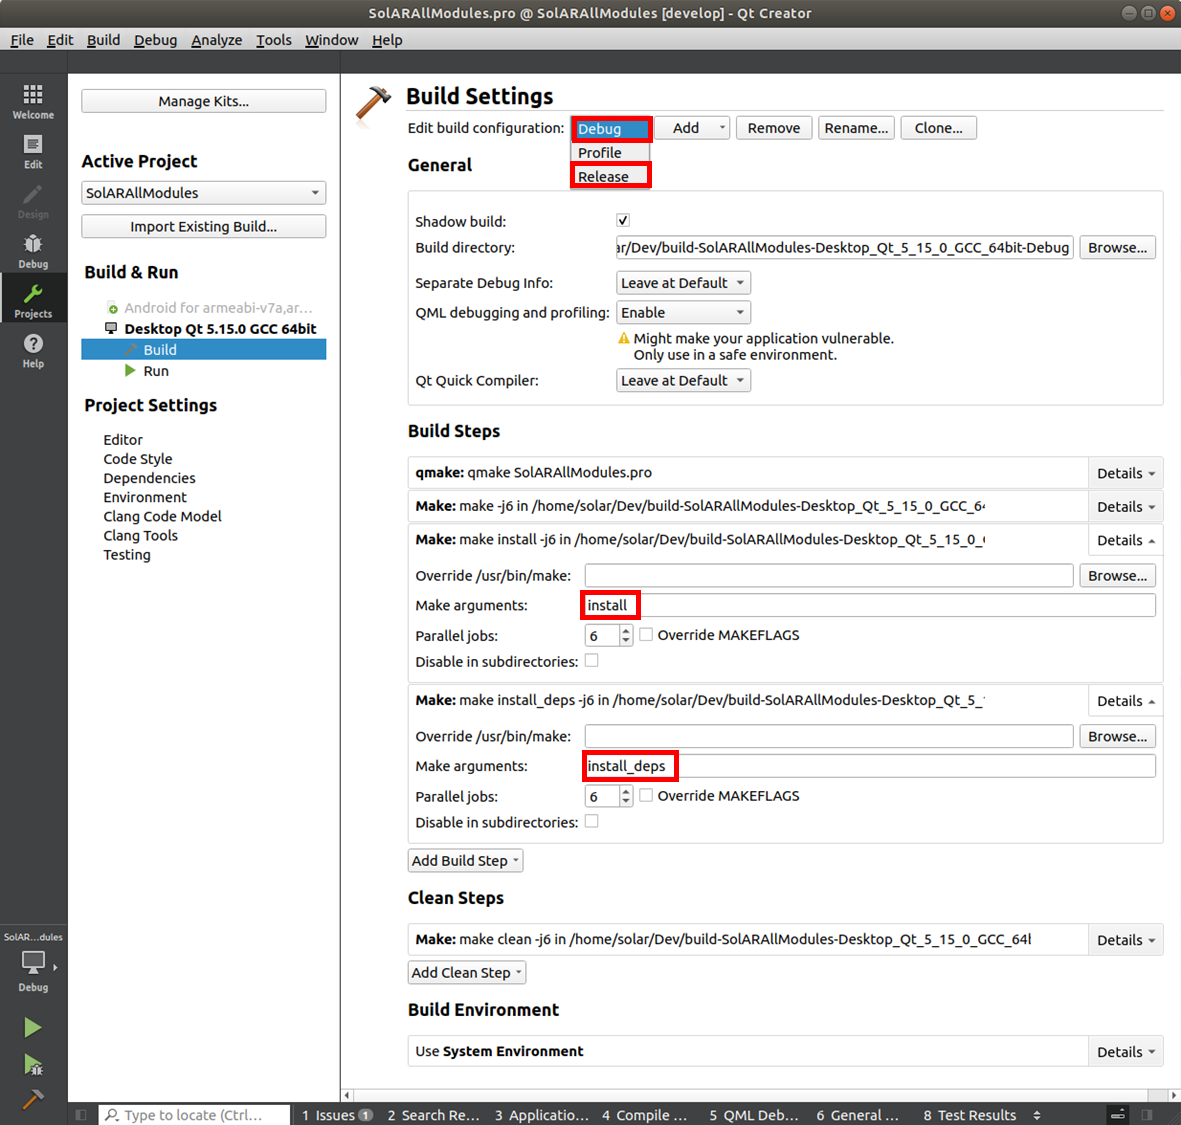 SolARAllModules.pro @ SolARAllModules [develop] - Qt Creator
File Edit Build Debug Analyze Tools Window Help
Welcome
Edit
Design
Debug
Projects
Help
SolAR...dules
Debug
Manage Kits...
Active Project
SolARAllModules
Import Existing Build...
Build & Run
Android for armeabi-v7a,ar...
Desktop Qt 5.15.0 GCC 64bit
Build
Run
Project Settings
Editor
Code Style
Dependencies
Environment
Clang Code Model
Clang Tools
Testing
Build Settings
Edit build configuration: Debug Add Remove Rename... Clone...
Profile
Release
General
Shadow build:
Build directory: ar/Dev/build-SolARAllModules-Desktop_Qt_5_15_0_GCC_64bit-Debug Browse...
Separate Debug Info: Leave at Default
QML debugging and profiling: Enable
Might make your application vulnerable.
Only use in a safe environment.
Qt Quick Compiler: Leave at Default
Build Steps
qmake: qmake SolARAllModules.pro Details
Make: make -j6 in /home/solar/Dev/build-SolARAllModules-Desktop_Qt_5_15_0_GCC_64 Details
Make: make install -j6 in /home/solar/Dev/build-SolARAllModules-Desktop_Qt_5_15_0_ Details
Override /usr/bin/make: Browse...
Make arguments: install
Parallel jobs: 6 Override MAKEFLAGS
Disable in subdirectories:
Make: make install_deps -j6 in /home/solar/Dev/build-SolARAllModules-Desktop_Qt_5_ Details
Override /usr/bin/make: Browse...
Make arguments: install_deps
Parallel jobs: 6 Override MAKEFLAGS
Disable in subdirectories:
Add Build Step
Clean Steps
Make: make clean -j6 in /home/solar/Dev/build-SolARAllModules-Desktop_Qt_5_15_0_GCC_64 Details
Add Clean Step
Build Environment
Use System Environment Details
Type to locate (Ctrl... 1 Issues 1 2 Search Re... 3 Applicatio... 4 Compile ... 5 QML Deb... 6 General ... 8 Test Results